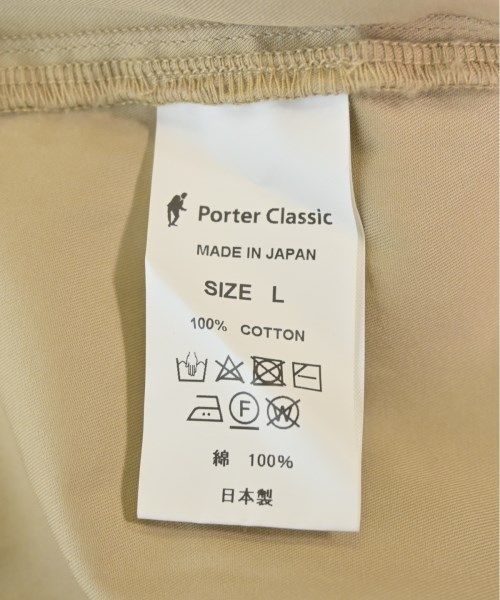 Porter Classic
MADE IN JAPAN
SIZE L
100% COTTON
F W
綿 100%
日本製